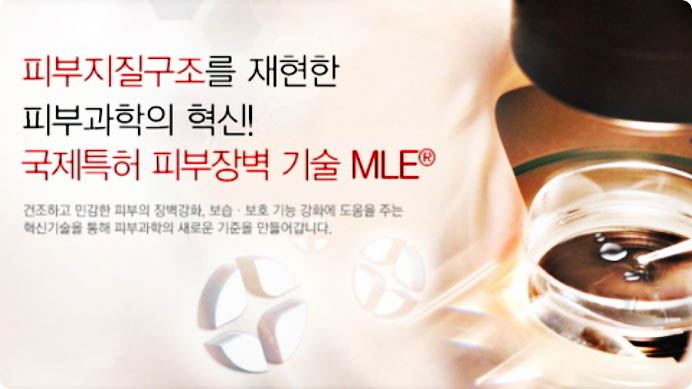 피부지질구조를 재현한
피부과학의 혁신!
국제특허 피부장벽 기술 MLE®
건조하고 민감한 피부의 장벽강화, 보습 · 보호 기능 강화에 도움을 주는
혁신기술을 통해 피부과학의 새로운 기준을 만들어갑니다.